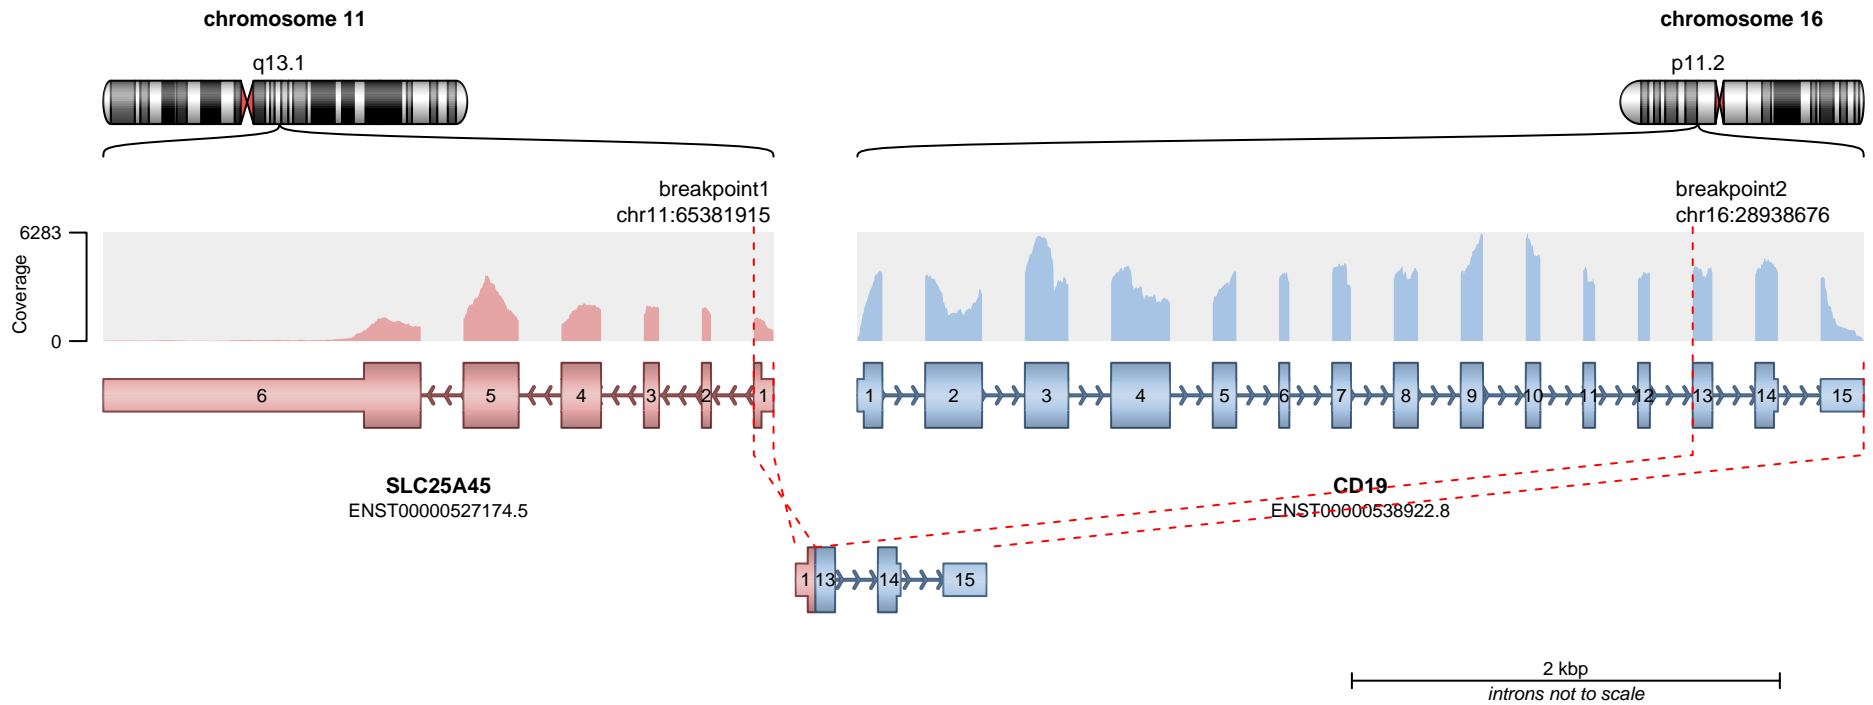 chromosome 11
chromosome 16
q13.1
p11.2
breakpoint1
chr11:65381915
breakpoint2
chr16:28938676
6283
Coverage
0
6
5
4
3
2
1
1
2
3
4
5
6
7
8
9
10
11
12
13
14
15
SLC25A45
ENST00000527174.5
CD19
ENST00000538922.8
1
13
14
15
2 kbp
introns not to scale